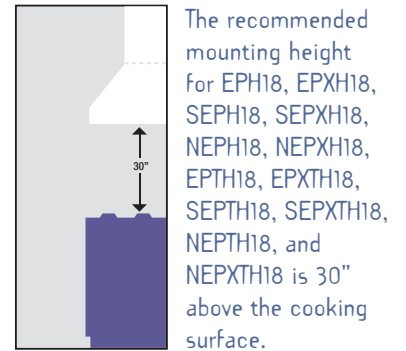 30"
The recommended
mounting height
for EPH18, EPXH18,
SEPH18, SEPXH18,
NEPH18, NEPXH18,
EPTH18, EPXTH18,
SEPTH18, SEPXTH18,
NEPTH18, and
NEPXTH18 is 30"
above the cooking
surface.